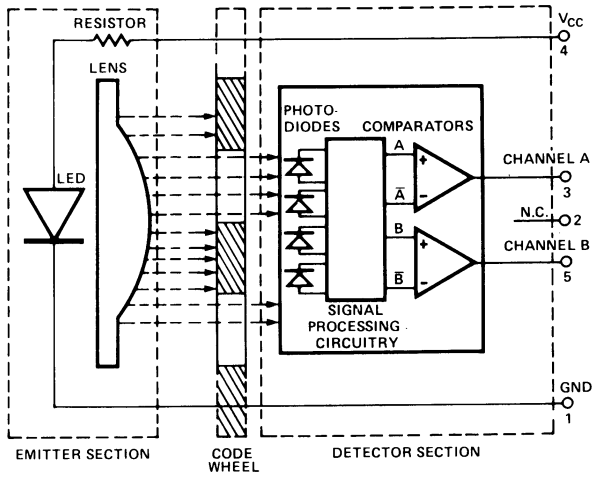 RESISTOR
VCC
4
LENS
PHOTO-
DIODES
COMPARATORS
A
+
CHANNEL A
3
LED
A̅
−
N.C.
2
B
+
CHANNEL B
5
B̅
−
SIGNAL
PROCESSING
CIRCUITRY
GND
1
EMITTER SECTION
CODE
WHEEL
DETECTOR SECTION